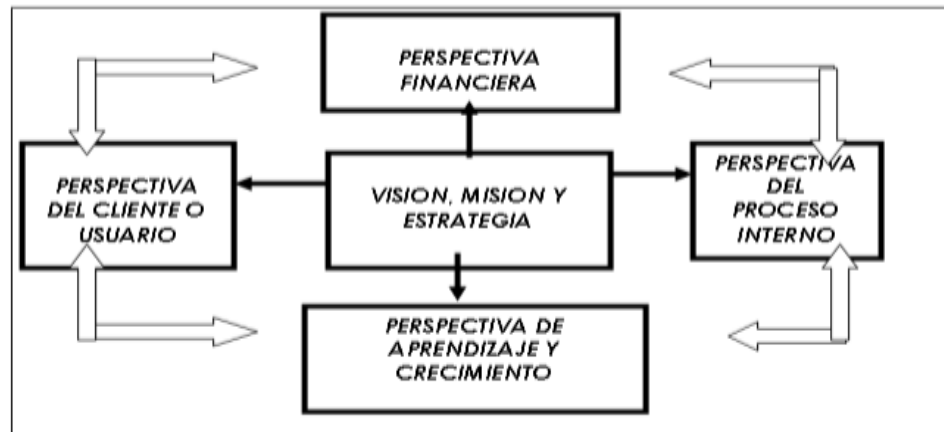 PERSPECTIVA
FINANCIERA
PERSPECTIVA
DEL CLIENTE O
USUARIO
VISION, MISION Y
ESTRATEGIA
PERSPECTIVA
DEL
PROCESO
INTERNO
PERSPECTIVA DE
APRENDIZAJE Y
CRECIMIENTO